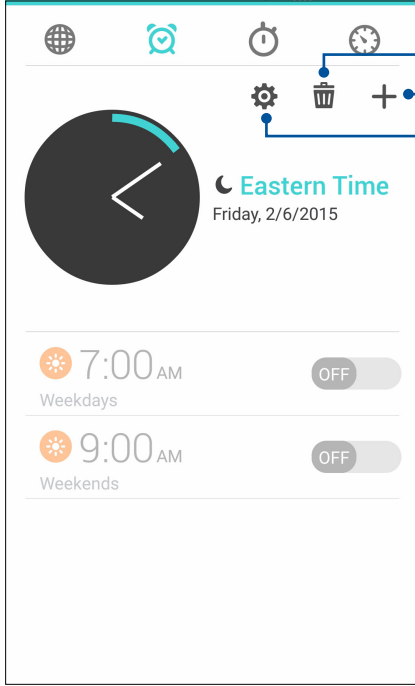 Eastern Time
Friday, 2/6/2015
7:00 AM
OFF
Weekdays
9:00 AM
OFF
Weekends